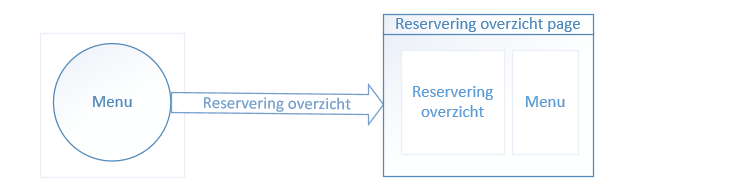 Reservering overzicht page
Menu
Reservering overzicht
Reservering
overzicht
Menu